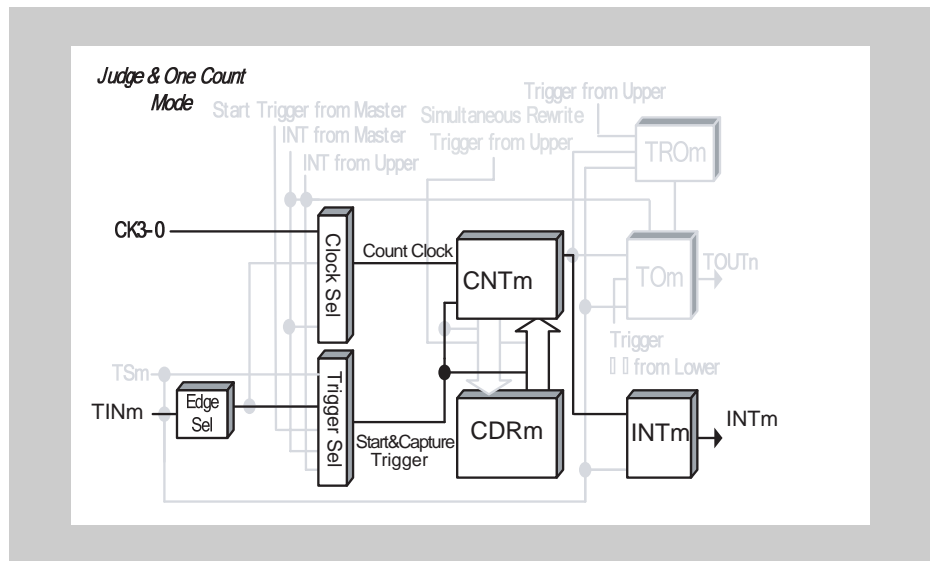 Judge & One Count
Mode
Trigger from Upper
Start Trigger from Master
Simultaneous Rewrite
INT from Master
Trigger from Upper
INT from Upper
TROm
CK3-0
Clock Sel
Count Clock
CNTm
TOm
TOUTn
Trigger
from Lower
TSm
TINm
Edge
Sel
Trigger Sel
Start&Capture
Trigger
CDRm
INTm
INTm